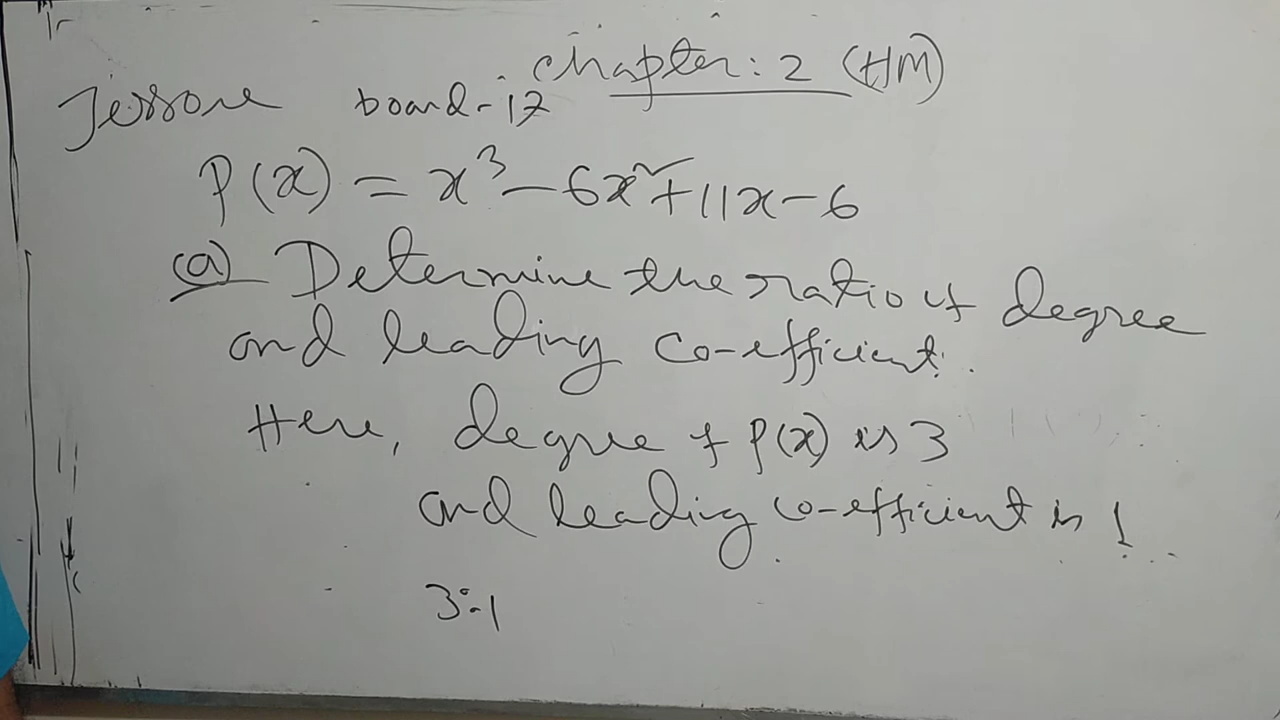 chapter: 2 (HM)
Jessore board-17
P(x) = x³ - 6x² + 11x - 6
(a) Determine the ratio of degree
and leading co-efficient.
Here, degree of P(x) is 3
and leading co-efficient is 1
3:1